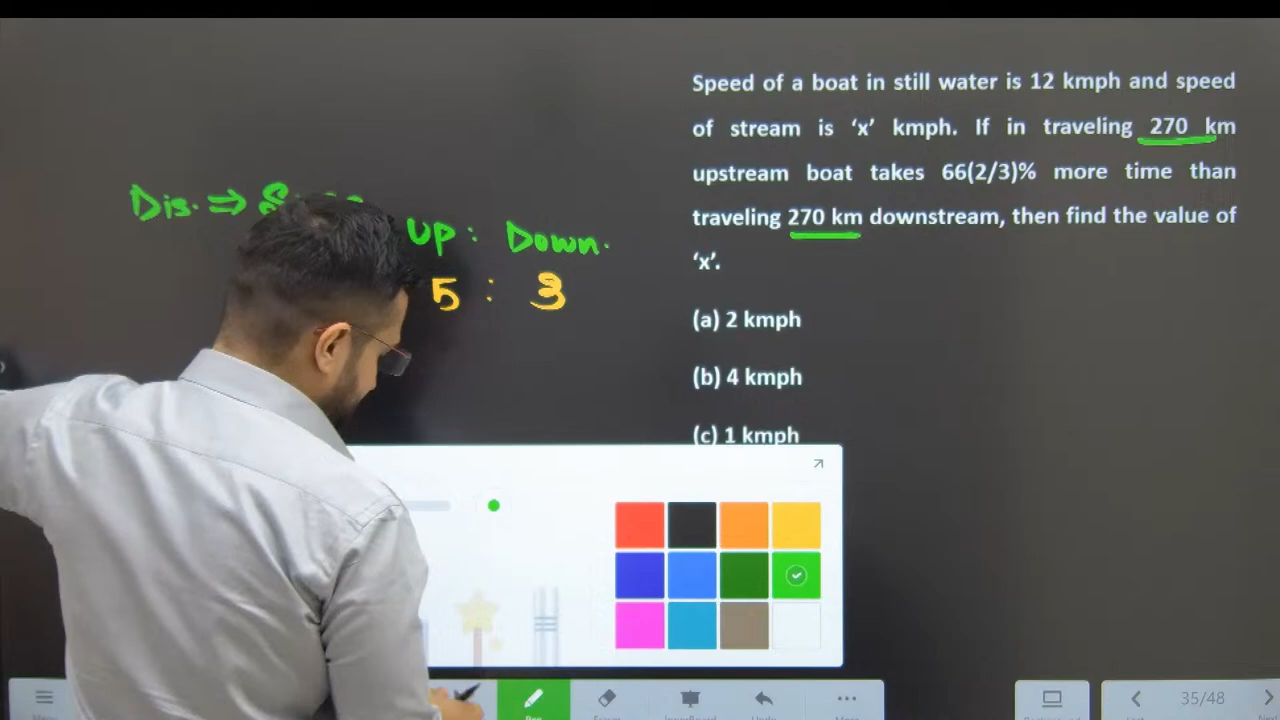 Speed of a boat in still water is 12 kmph and speed
of stream is ‘x’ kmph. If in traveling 270 km
upstream boat takes 66(2/3)% more time than
traveling 270 km downstream, then find the value of
‘x’.
(a) 2 kmph
(b) 4 kmph
(c) 1 kmph
Dis. ⇒
Up : Down.
5 : 3
35/48